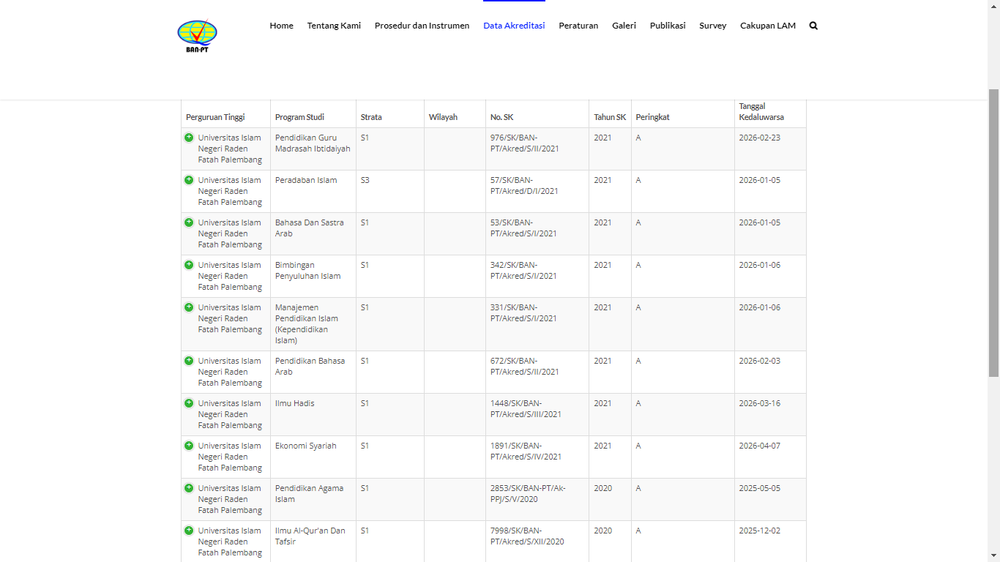 BAN-PT
Home Tentang Kami Prosedur dan Instrumen Data Akreditasi Peraturan Galeri Publikasi Survey Cakupan LAM
Perguruan Tinggi Program Studi Strata Wilayah No. SK Tahun SK Peringkat Tanggal
Kedaluwarsa
Universitas Islam Pendidikan Guru S1 976/SK/BAN- 2021 A 2026-02-23
Negeri Raden Madrasah Ibtidaiyah PT/Akred/S/II/2021
Fatah Palembang
Universitas Islam Peradaban Islam S3 57/SK/BAN- 2021 A 2026-01-05
Negeri Raden PT/Akred/D/I/2021
Fatah Palembang
Universitas Islam Bahasa Dan Sastra S1 53/SK/BAN- 2021 A 2026-01-05
Negeri Raden Arab PT/Akred/S/I/2021
Fatah Palembang
Universitas Islam Bimbingan S1 342/SK/BAN- 2021 A 2026-01-06
Negeri Raden Penyuluhan Islam PT/Akred/S/I/2021
Fatah Palembang
Universitas Islam Manajemen S1 331/SK/BAN- 2021 A 2026-01-06
Negeri Raden Pendidikan Islam PT/Akred/S/I/2021
Fatah Palembang (Kependidikan
Islam)
Universitas Islam Pendidikan Bahasa S1 672/SK/BAN- 2021 A 2026-02-03
Negeri Raden Arab PT/Akred/S/II/2021
Fatah Palembang
Universitas Islam Ilmu Hadis S1 1448/SK/BAN- 2021 A 2026-03-16
Negeri Raden PT/Akred/S/III/2021
Fatah Palembang
Universitas Islam Ekonomi Syariah S1 1891/SK/BAN- 2021 A 2026-04-07
Negeri Raden PT/Akred/S/IV/2021
Fatah Palembang
Universitas Islam Pendidikan Agama S1 2853/SK/BAN-PT/Ak- 2020 A 2025-05-05
Negeri Raden Islam PPJ/S/V/2020
Fatah Palembang
Universitas Islam Ilmu Al-Qur'an Dan S1 7998/SK/BAN- 2020 A 2025-12-02
Negeri Raden Tafsir PT/Akred/S/XII/2020
Fatah Palembang